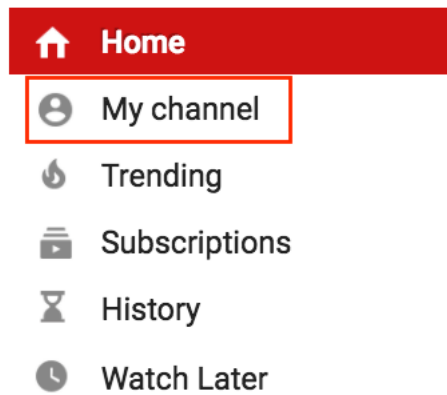 Home
My channel
Trending
Subscriptions
History
Watch Later